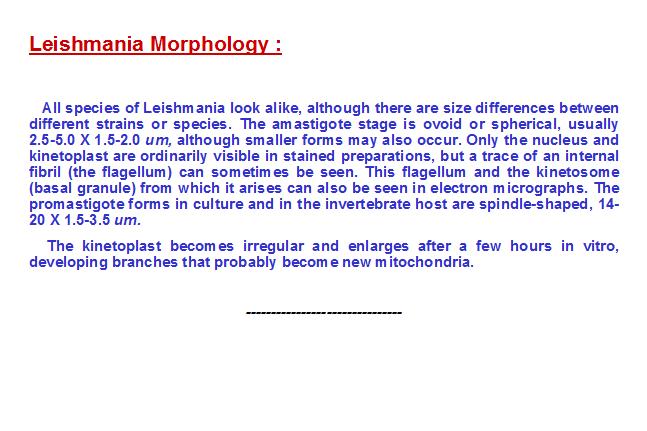 Leishmania Morphology :
All species of Leishmania look alike, although there are size differences between
different strains or species. The amastigote stage is ovoid or spherical, usually
2.5-5.0 X 1.5-2.0 um, although smaller forms may also occur. Only the nucleus and
kinetoplast are ordinarily visible in stained preparations, but a trace of an internal
fibril (the flagellum) can sometimes be seen. This flagellum and the kinetosome
(basal granule) from which it arises can also be seen in electron micrographs. The
promastigote forms in culture and in the invertebrate host are spindle-shaped, 14-
20 X 1.5-3.5 um.
The kinetoplast becomes irregular and enlarges after a few hours in vitro,
developing branches that probably become new mitochondria.
-------------------------------